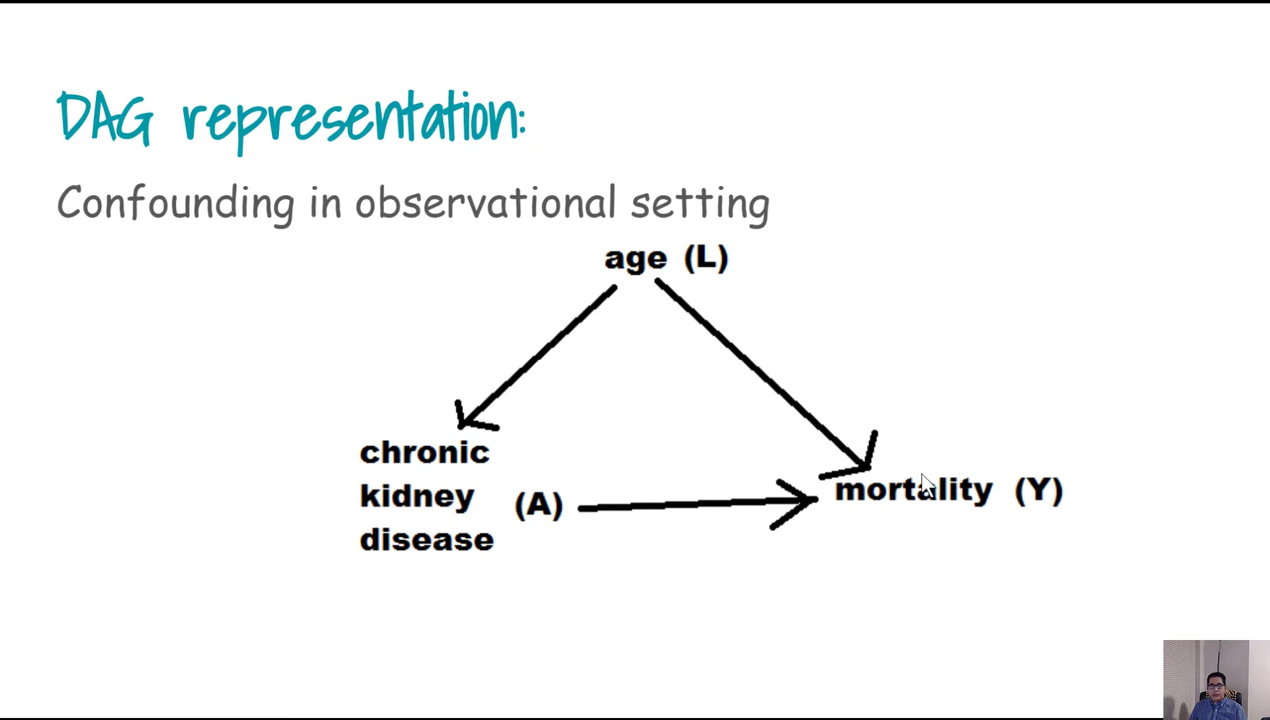 DAG representation:
Confounding in observational setting
age (L)
chronic
kidney (A)
disease
mortality (Y)